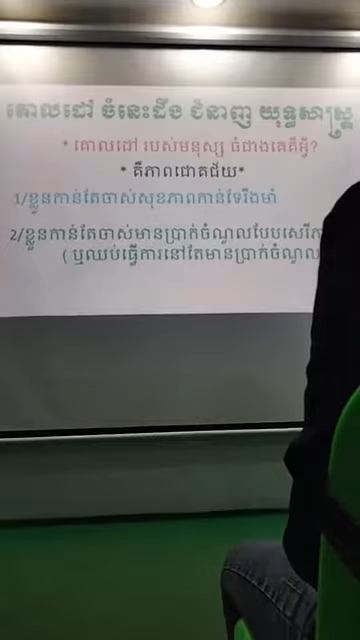 គោលដៅ ចំនេះដឹង ជំនាញ យុទ្ធសាស្ត្រ
* គោលដៅ របស់មនុស្ស ធំជាងគេគឺអ្វី?
* គឺភាពជោគជ័យ*
1/ខ្លួនកាន់តែចាស់សុខភាពកាន់ទែរឹងមាំ
2/ខ្លួនកាន់តែចាស់មានប្រាក់ចំណូលបែបសេរីភា
( ឬឈប់ធ្វើការនៅតែមានប្រាក់ចំណូល